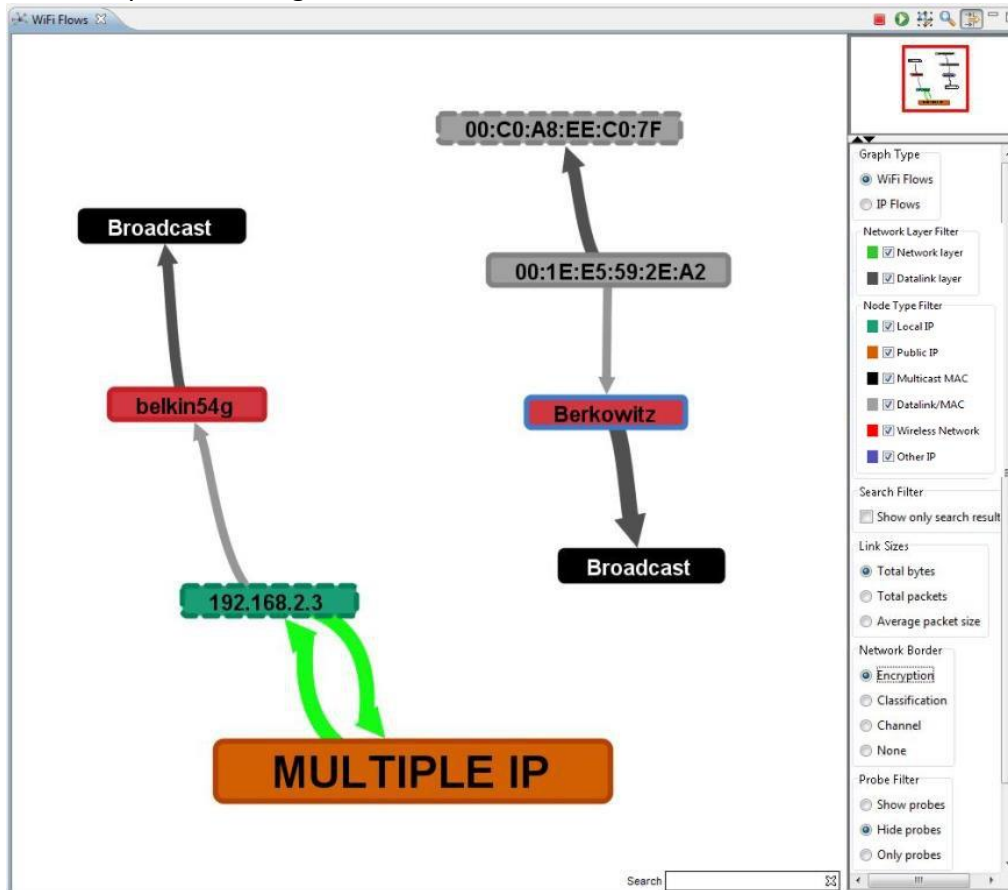 WiFi Flows
00:C0:A8:EE:C0:7F
Broadcast
00:1E:E5:59:2E:A2
belkin54g
Berkowitz
Broadcast
192.168.2.3
MULTIPLE IP
Search
Graph Type
WiFi Flows
IP Flows
Network Layer Filter
Network layer
Datalink layer
Node Type Filter
Local IP
Public IP
Multicast MAC
Datalink/MAC
Wireless Network
Other IP
Search Filter
Show only search result
Link Sizes
Total bytes
Total packets
Average packet size
Network Border
Encryption
Classification
Channel
None
Probe Filter
Show probes
Hide probes
Only probes